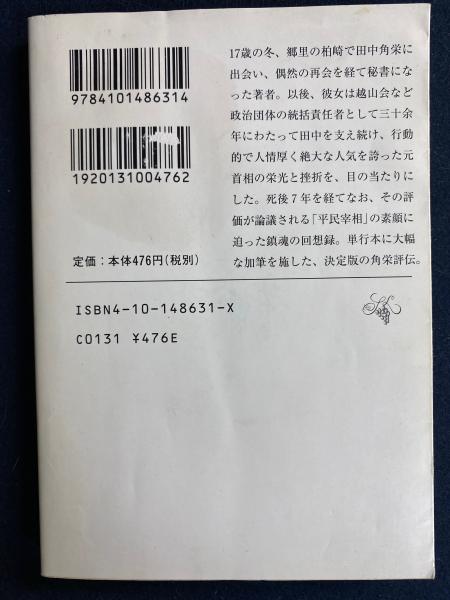 9784101486314
1920131004762
定価：本体476円(税別)
17歳の冬、郷里の柏崎で田中角栄に
出会い、偶然の再会を経て秘書にな
った著者。以後、彼女は越山会など
政治団体の統括責任者として三十余
年にわたって田中を支え続け、行動
的で人情厚く絶大な人気を誇った元
首相の栄光と挫折を、目の当たりに
した。死後７年を経てなお、その評
価が論議される「平民宰相」の素顔に
迫った鎮魂の回想録。単行本に大幅
な加筆を施した、決定版の角栄評伝。
ISBN4-10-148631-X
C0131 ¥476E